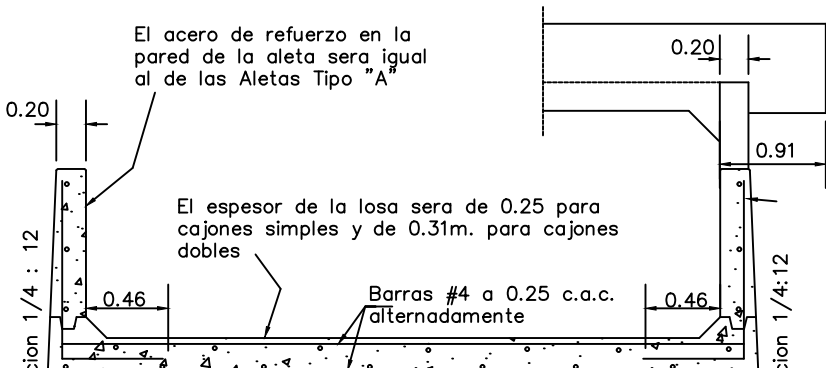 El acero de refuerzo en la
pared de la aleta sera igual
al de las Aletas Tipo "A"
0.20
0.20
0.91
El espesor de la losa sera de 0.25 para
cajones simples y de 0.31m. para cajones
dobles
0.46
Barras #4 a 0.25 c.a.c.
alternadamente
0.46
cion 1/4 : 12
cion 1/4:12